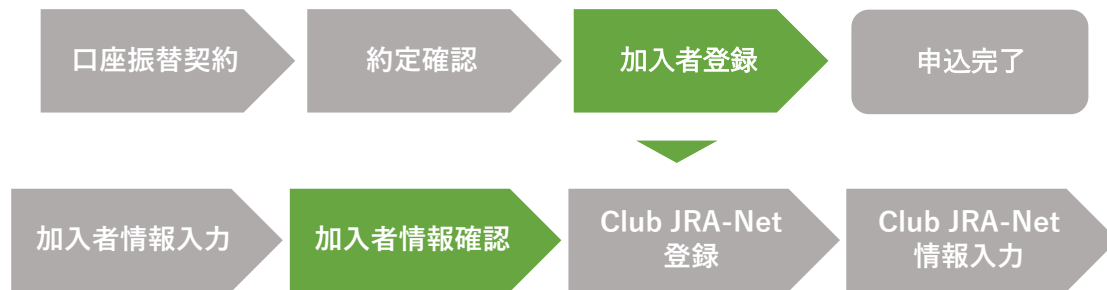 口座振替契約
約定確認
加入者登録
申込完了
加入者情報入力
加入者情報確認
Club JRA-Net
登録
Club JRA-Net
情報入力